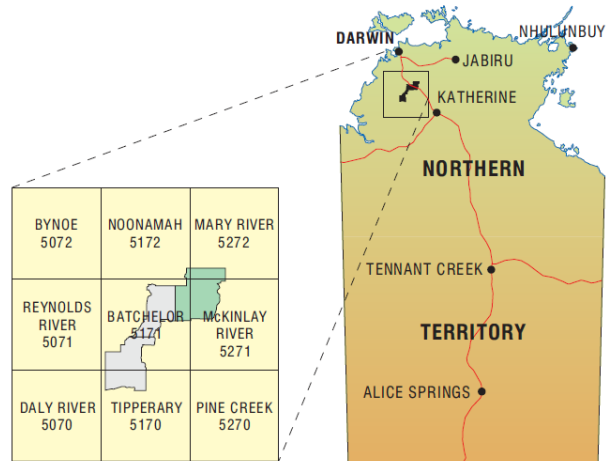 DARWIN
NHULUNBUY
JABIRU
KATHERINE
NORTHERN
TENNANT CREEK
TERRITORY
ALICE SPRINGS
BYNOE
5072
NOONAMAH
5172
MARY RIVER
5272
REYNOLDS
RIVER
5071
BATCHELOR
5171
McKINLAY
RIVER
5271
DALY RIVER
5070
TIPPERARY
5170
PINE CREEK
5270